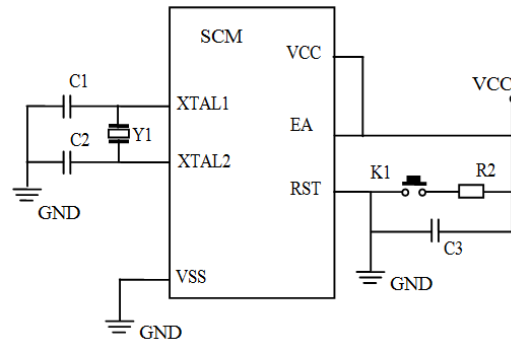 SCM
VCC
C1
VCC
XTAL1
EA
C2
Y1
XTAL2
K1
R2
RST
GND
C3
VSS
GND
GND